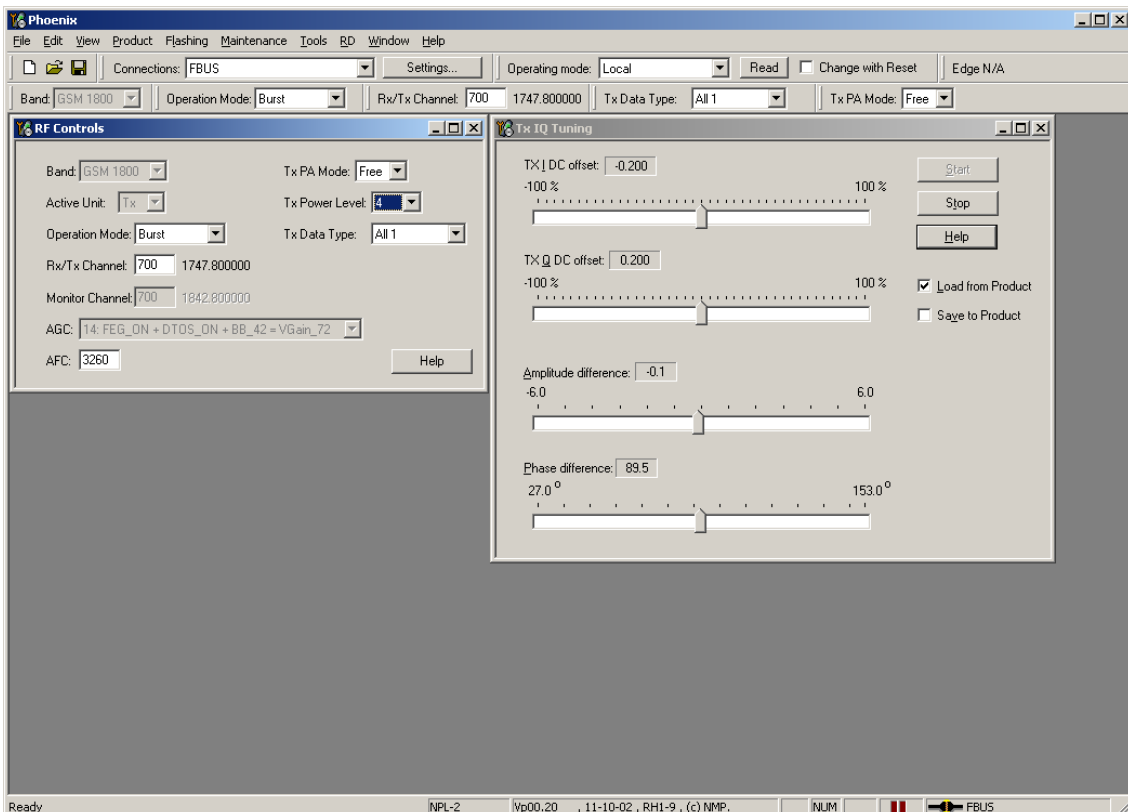 Phoenix
File Edit View Product Flashing Maintenance Tools RD Window Help
Connections: FBUS Settings... Operating mode: Local Read Change with Reset Edge N/A
Band: GSM 1800 Operation Mode: Burst Rx/Tx Channel: 700 1747.800000 Tx Data Type: All 1 Tx PA Mode: Free
RF Controls
Band: GSM 1800 Tx PA Mode: Free
Active Unit: Tx Tx Power Level: 4
Operation Mode: Burst Tx Data Type: All 1
Rx/Tx Channel: 700 1747.800000
Monitor Channel: 700 1842.800000
AGC: 14: FEG_ON + DTOS_ON + BB_42 = VGain_72
AFC: 3260 Help
Tx IQ Tuning
TX I DC offset: -0.200
-100 % 100 %
Start
Stop
Help
TX Q DC offset: 0.200
-100 % 100 %
Load from Product
Save to Product
Amplitude difference: -0.1
-6.0 6.0
Phase difference: 89.5
27.0 o 153.0 o
Ready NPL-2 Vp00.20 , 11-10-02 , RH1-9 , (c) NMP. NUM FBUS